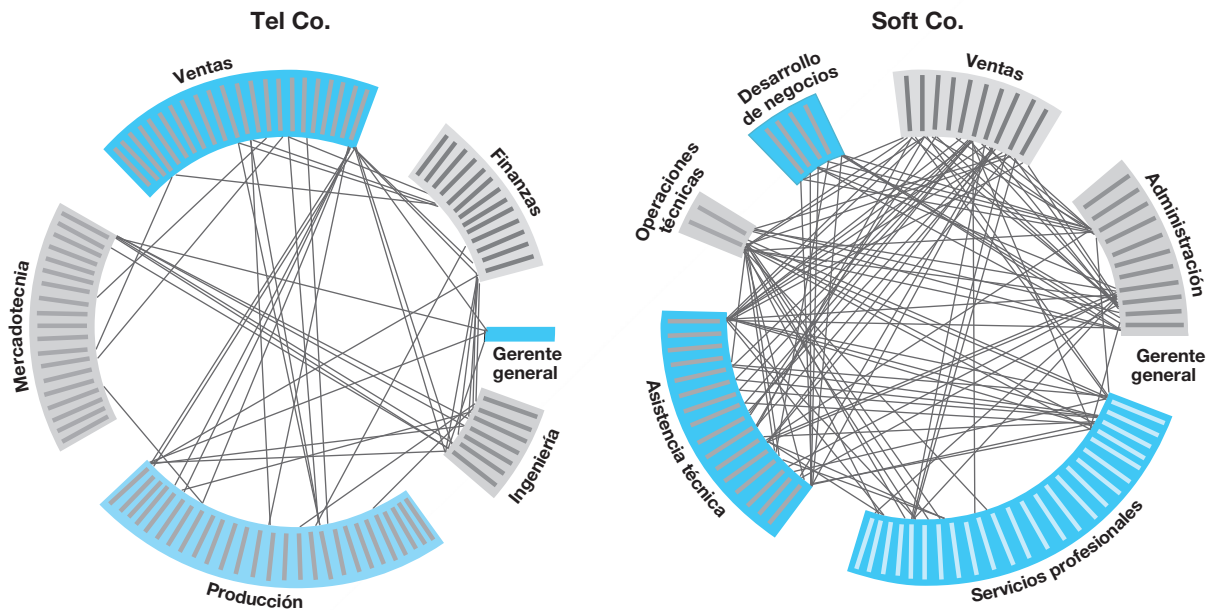 Tel Co.
Ventas
Finanzas
Gerente
general
Ingeniería
Producción
Mercadotecnia
Soft Co.
Desarrollo
de negocios
Ventas
Administración
Gerente
general
Servicios profesionales
Asistencia técnica
Operaciones
técnicas